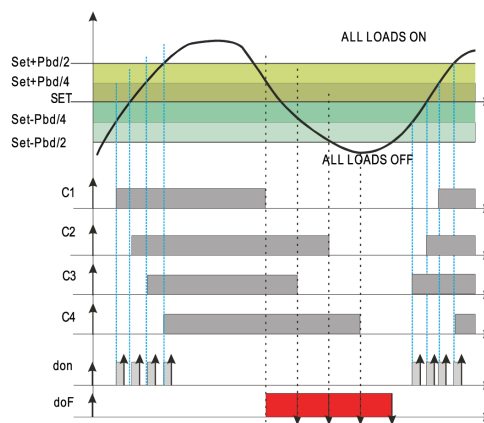 ALL LOADS ON
Set+Pbd/2
Set+Pbd/4
SET
Set-Pbd/4
Set-Pbd/2
ALL LOADS OFF
C1
C2
C3
C4
don
doF